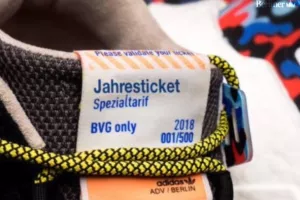 Please validate your ticket
Jahresticket
Spezialtarif
BVG only 2018
001/500
adidas
ADV / BERLIN